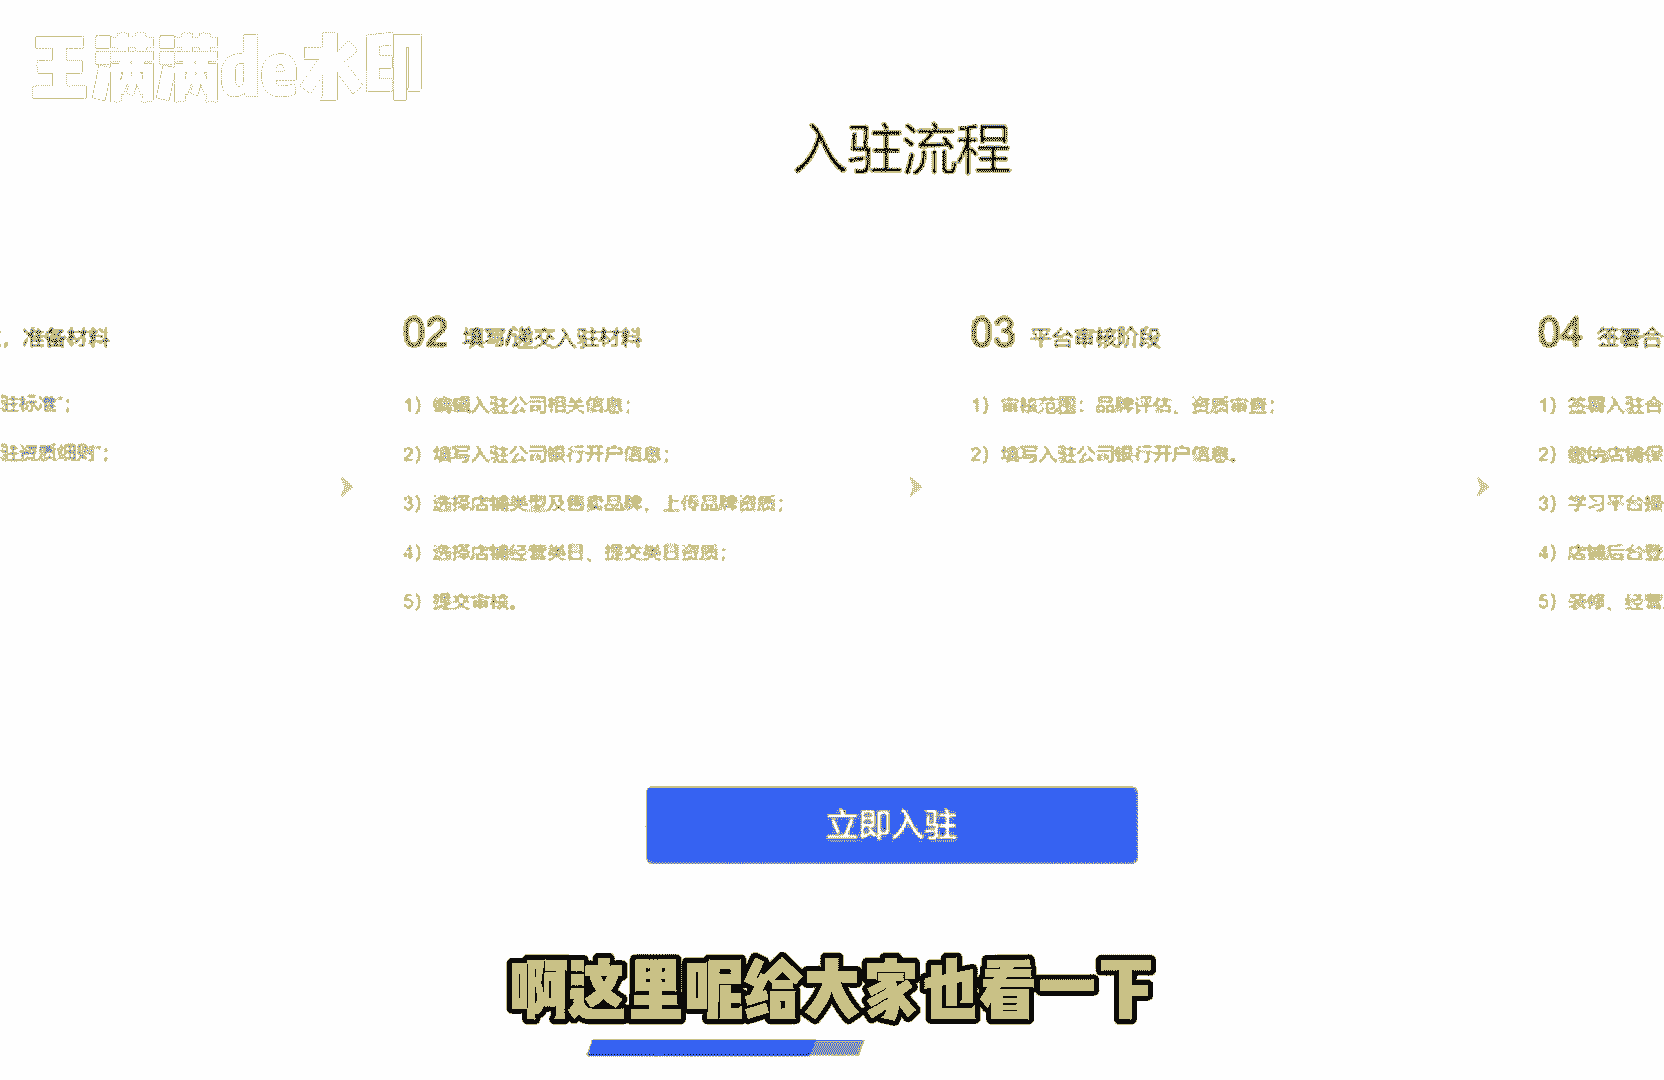 王满满de水印
入驻流程
，准备材料
驻标准”；
驻资质细则”；
02 填写/递交入驻材料
1）编辑入驻公司相关信息；
2）填写入驻公司银行开户信息；
3）选择店铺类型及售卖品牌，上传品牌资质；
4）选择店铺经营类目、提交类目资质；
5）提交审核。
03 平台审核阶段
1）审核范围：品牌评估、资质审查；
2）填写入驻公司银行开户信息。
04 签署合
1）签署入驻合
2）缴纳店铺保
3）学习平台操
4）店铺后台登
5）装修、经营
立即入驻
啊这里呢给大家也看一下